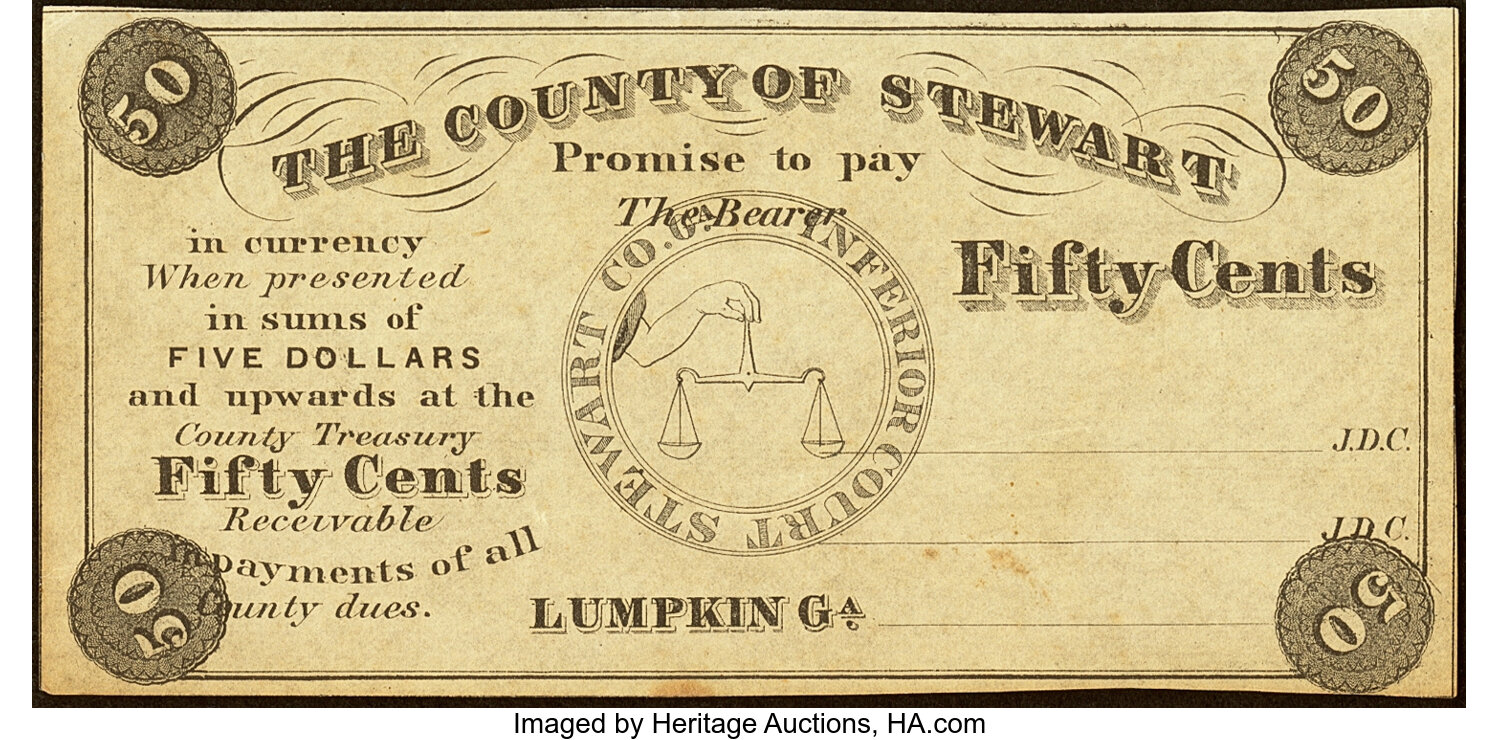 50
50
THE COUNTY OF STEWART
Promise to pay
The Bearer
Fifty Cents
in currency
When presented
in sums of
FIVE DOLLARS
and upwards at the
County Treasury
Fifty Cents
Receivable
in payments of all
County dues.
STEWART CO. GA. INFERIOR COURT
J.D.C.
J.D.C.
LUMPKIN GA.
50
50
Imaged by Heritage Auctions, HA.com